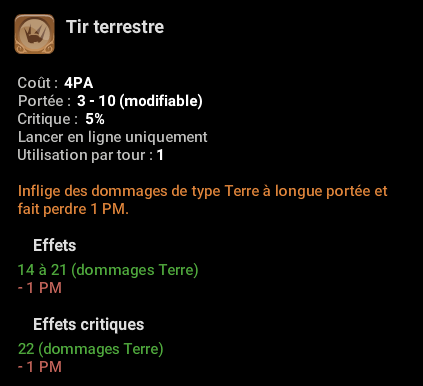 Tir terrestre
Coût : 4PA
Portée : 3 - 10 (modifiable)
Critique : 5%
Lancer en ligne uniquement
Utilisation par tour : 1
Inflige des dommages de type Terre à longue portée et
fait perdre 1 PM.
Effets
14 à 21 (dommages Terre)
- 1 PM
Effets critiques
22 (dommages Terre)
- 1 PM